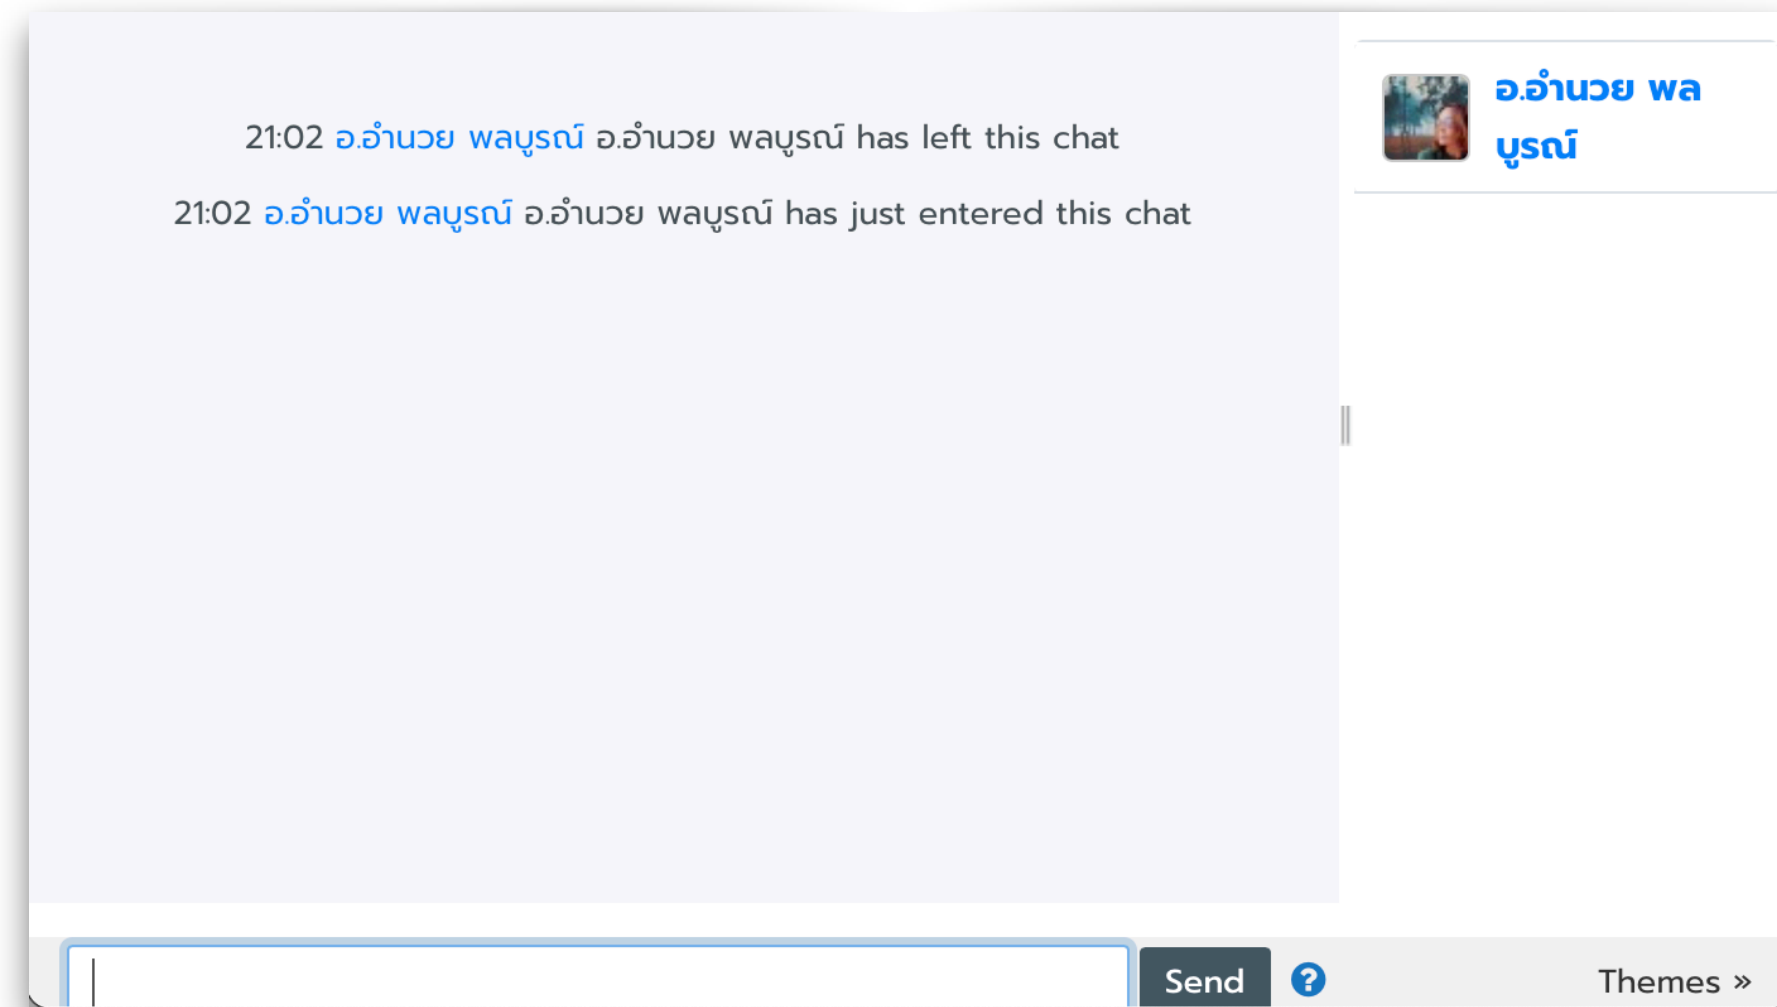 21:02 อ.อำนวย พลบูรณ์ อ.อำนวย พลบูรณ์ has left this chat
21:02 อ.อำนวย พลบูรณ์ อ.อำนวย พลบูรณ์ has just entered this chat
อ.อำนวย พล
บูรณ์
Send ?
Themes »